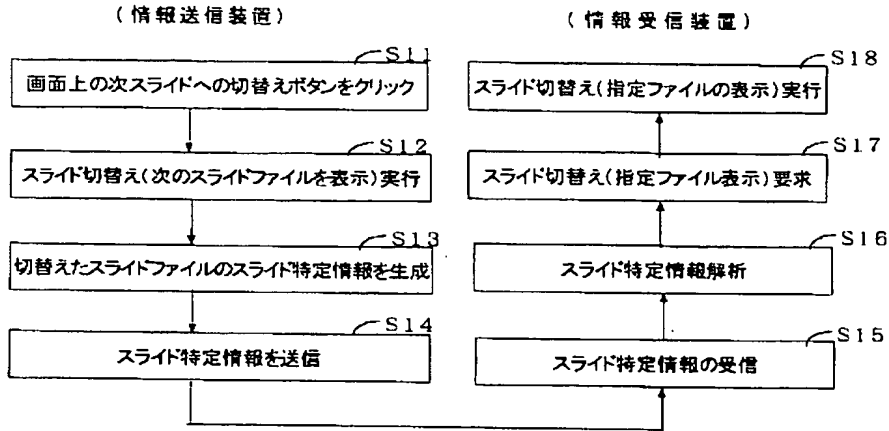 (情報送信装置)
S11
画面上の次スライドへの切替えボタンをクリック
S12
スライド切替え(次のスライドファイルを表示)実行
S13
切替えたスライドファイルのスライド特定情報を生成
S14
スライド特定情報を送信
(情報受信装置)
S18
スライド切替え(指定ファイルの表示)実行
S17
スライド切替え(指定ファイル表示)要求
S16
スライド特定情報解析
S15
スライド特定情報の受信